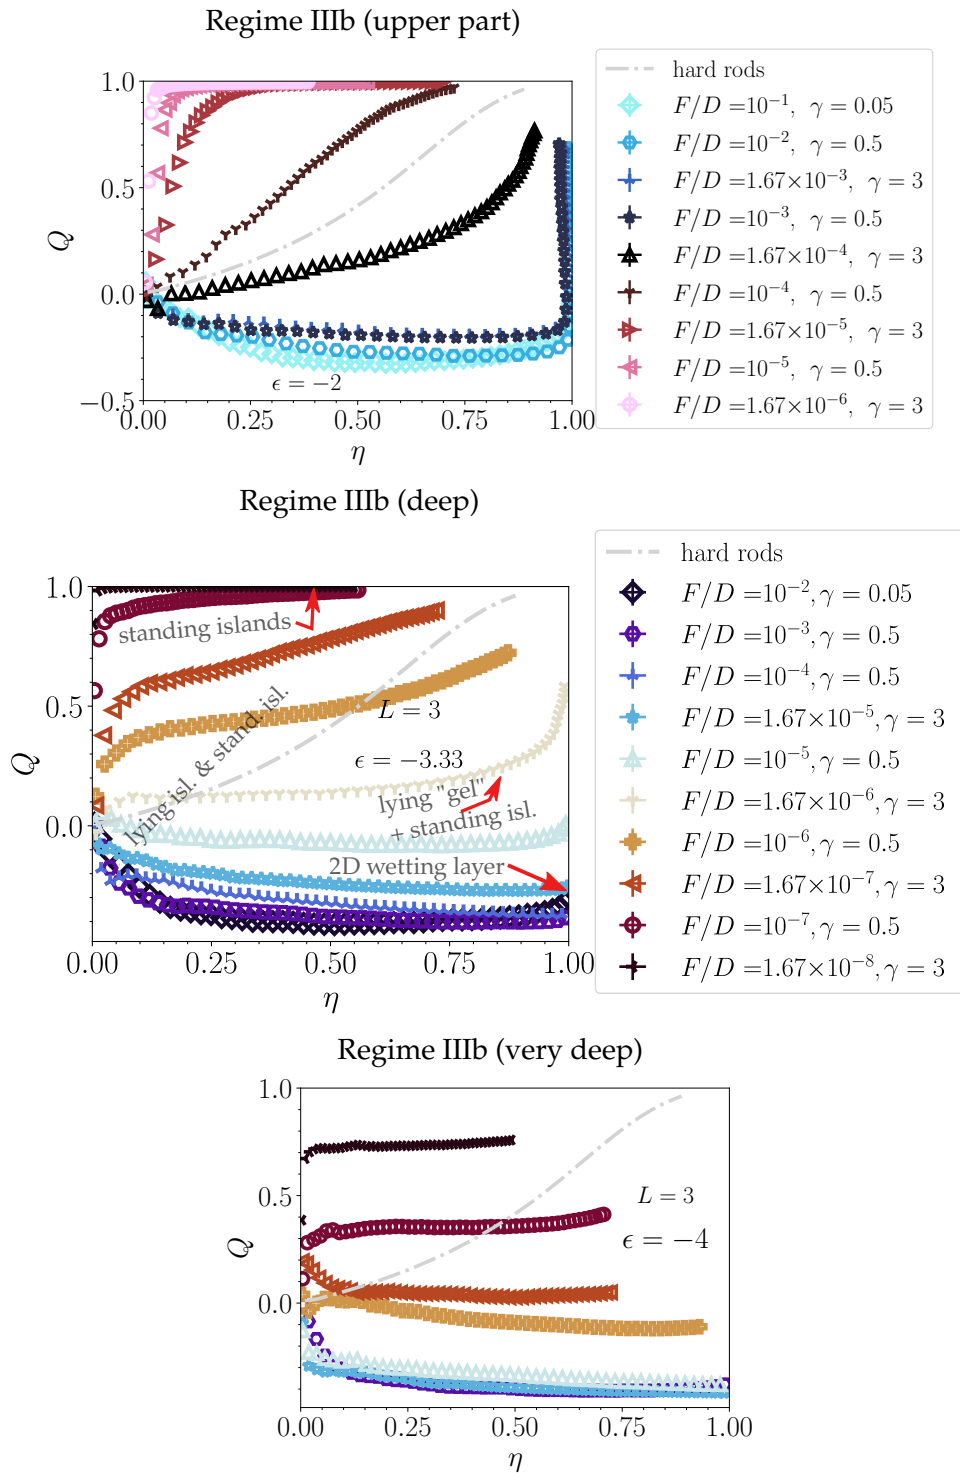 Regime IIIb (upper part)
1.0
0.5
0.0
−0.5
Q
ϵ = −2
0.00 0.25 0.50 0.75 1.00
η
hard rods
F/D =10⁻¹, γ = 0.05
F/D =10⁻², γ = 0.5
F/D =1.67×10⁻³, γ = 3
F/D =10⁻³, γ = 0.5
F/D =1.67×10⁻⁴, γ = 3
F/D =10⁻⁴, γ = 0.5
F/D =1.67×10⁻⁵, γ = 3
F/D =10⁻⁵, γ = 0.5
F/D =1.67×10⁻⁶, γ = 3
Regime IIIb (deep)
1.0
0.5
0.0
Q
standing islands
lying isl. & stand. isl.
L = 3
ϵ = −3.33
lying "gel"
+ standing isl.
2D wetting layer
0.00 0.25 0.50 0.75 1.00
η
hard rods
F/D =10⁻², γ = 0.05
F/D =10⁻³, γ = 0.5
F/D =10⁻⁴, γ = 0.5
F/D =1.67×10⁻⁵, γ = 3
F/D =10⁻⁵, γ = 0.5
F/D =1.67×10⁻⁶, γ = 3
F/D =10⁻⁶, γ = 0.5
F/D =1.67×10⁻⁷, γ = 3
F/D =10⁻⁷, γ = 0.5
F/D =1.67×10⁻⁸, γ = 3
Regime IIIb (very deep)
1.0
0.5
0.0
Q
L = 3
ϵ = −4
0.00 0.25 0.50 0.75 1.00
η